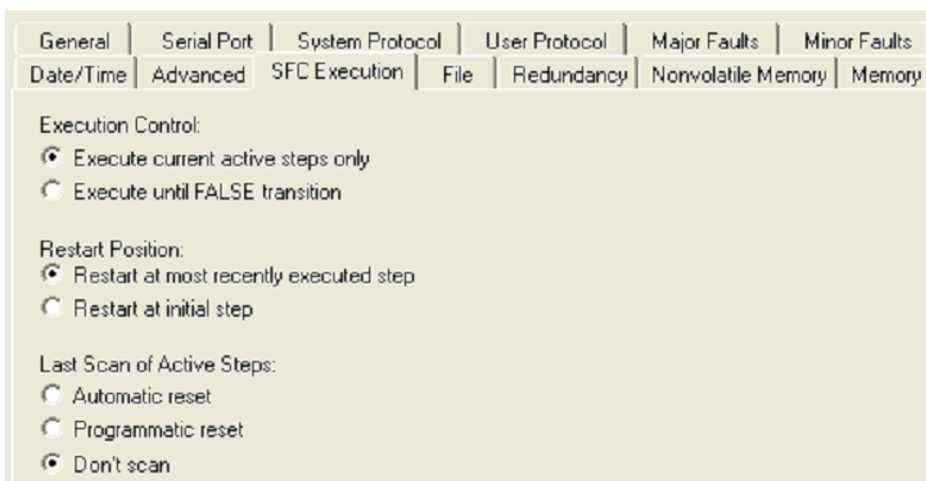 General Serial Port System Protocol User Protocol Major Faults Minor Faults
Date/Time Advanced SFC Execution File Redundancy Nonvolatile Memory Memory
Execution Control:
Execute current active steps only
Execute until FALSE transition
Restart Position:
Restart at most recently executed step
Restart at initial step
Last Scan of Active Steps:
Automatic reset
Programmatic reset
Don't scan